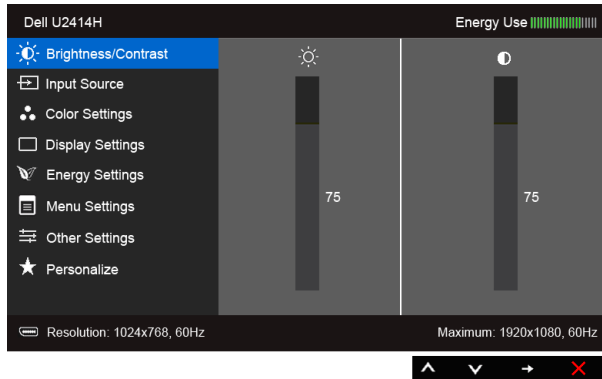 Dell U2414H
Energy Use
Brightness/Contrast
Input Source
Color Settings
Display Settings
Energy Settings
Menu Settings
Other Settings
Personalize
75
75
Resolution: 1024x768, 60Hz
Maximum: 1920x1080, 60Hz